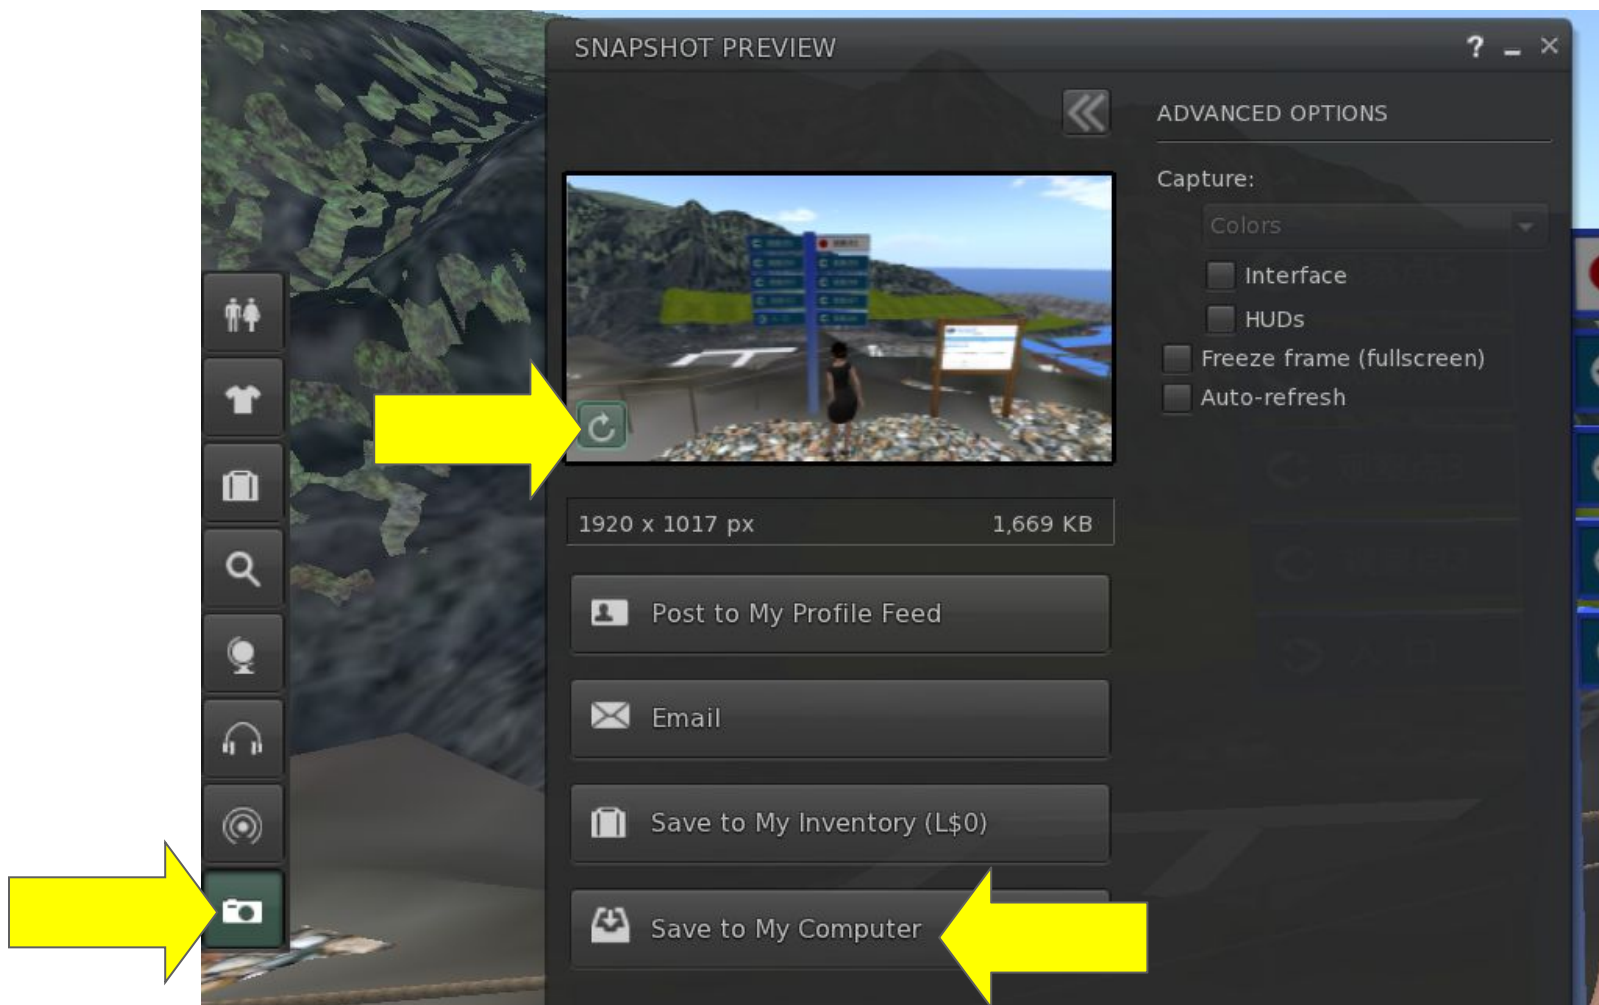 SNAPSHOT PREVIEW
?
ADVANCED OPTIONS
Capture:
Colors
Interface
HUDs
Freeze frame (fullscreen)
Auto-refresh
1920 x 1017 px 1,669 KB
Post to My Profile Feed
Email
Save to My Inventory (L$0)
Save to My Computer